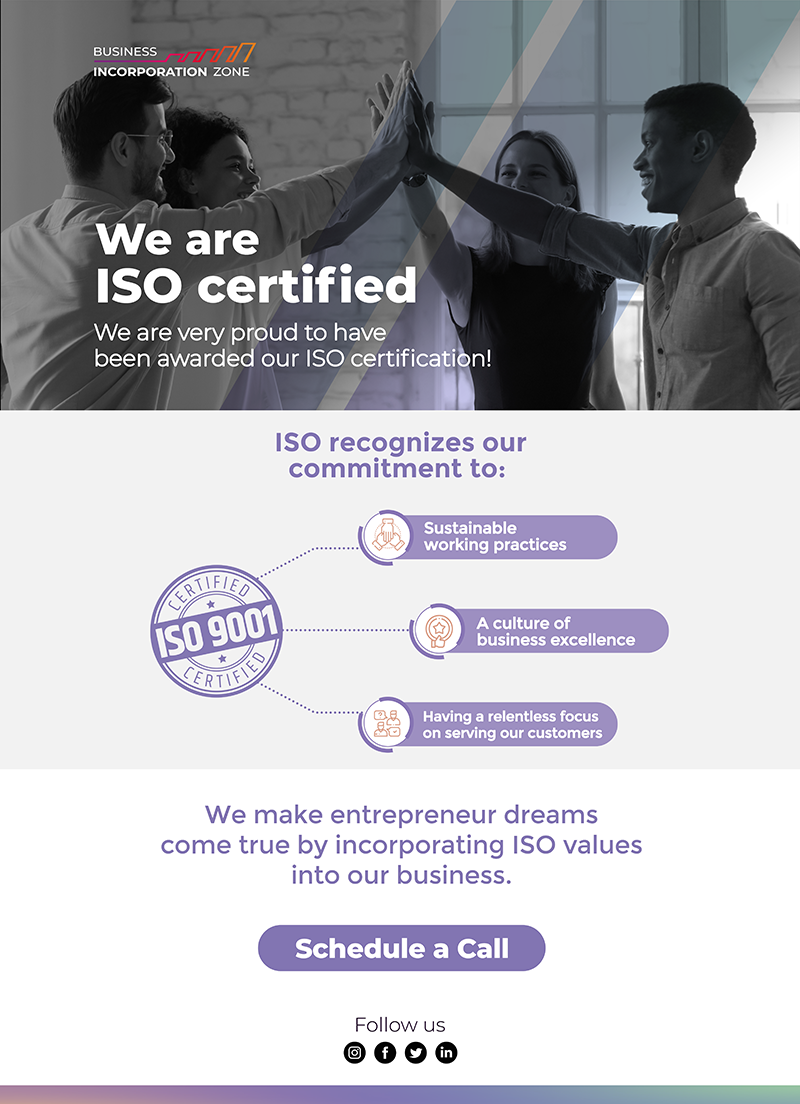 BUSINESS
INCORPORATION ZONE
We are
ISO certified
We are very proud to have
been awarded our ISO certification!
ISO recognizes our
commitment to:
Sustainable
working practices
CERTIFIED
ISO 9001
CERTIFIED
A culture of
business excellence
Having a relentless focus
on serving our customers
We make entrepreneur dreams
come true by incorporating ISO values
into our business.
Schedule a Call
Follow us